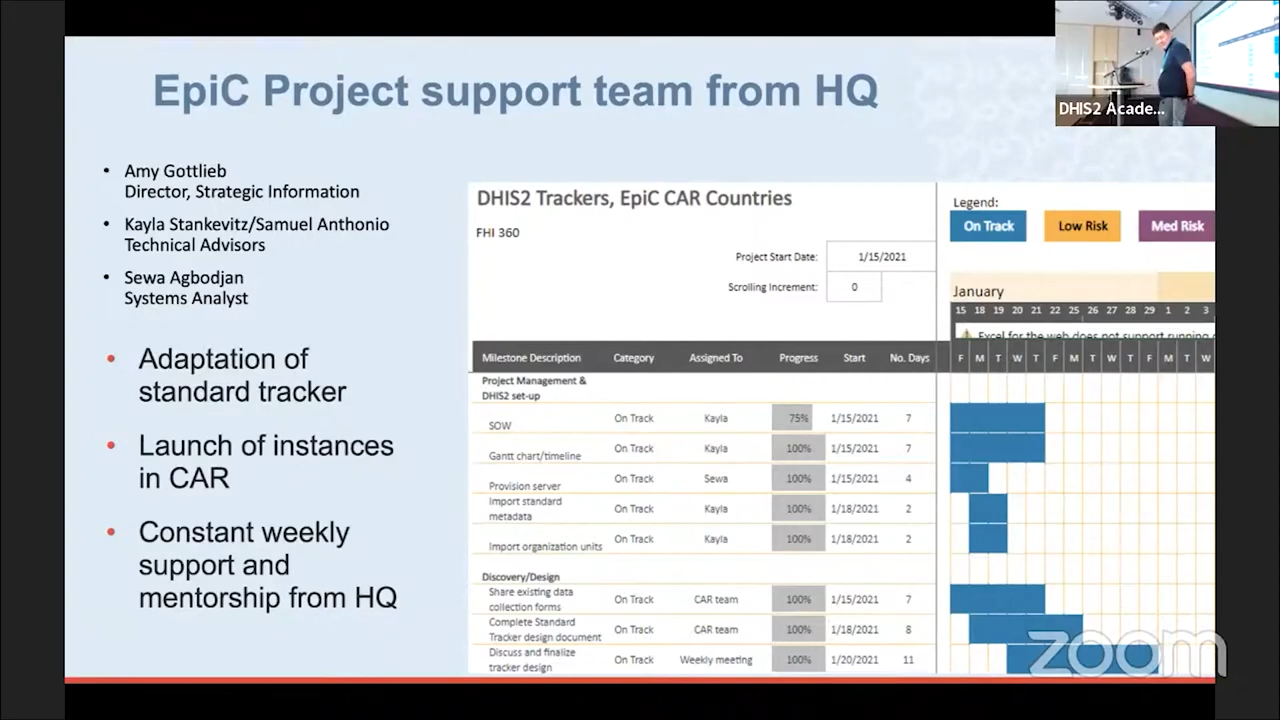 EpiC Project support team from HQ
DHIS2 Acade...
• Amy Gottlieb
Director, Strategic Information
• Kayla Stankevitz/Samuel Anthonio
Technical Advisors
• Sewa Agbodjan
Systems Analyst
• Adaptation of
standard tracker
• Launch of instances
in CAR
• Constant weekly
support and
mentorship from HQ
DHIS2 Trackers, EpiC CAR Countries
FHI 360
Project Start Date: 1/15/2021
Scrolling Increment: 0
Legend:
On Track Low Risk Med Risk
January
15 18 19 20 21 22 25 26 27 28 29 1 2 3
Excel for the web does not support running
Milestone Description Category Assigned To Progress Start No. Days F M T W T F M T W T F M T W
Project Management &
DHIS2 set-up
SOW On Track Kayla 75% 1/15/2021 7
Gantt chart/timeline On Track Kayla 100% 1/15/2021 7
Provision server On Track Sewa 100% 1/15/2021 4
Import standard
metadata On Track Kayla 100% 1/18/2021 2
Import organization units On Track Kayla 100% 1/18/2021 2
Discovery/Design
Share existing data
collection forms On Track CAR team 100% 1/15/2021 7
Complete Standard
Tracker design document On Track CAR team 100% 1/18/2021 8
Discuss and finalize
tracker design On Track Weekly meeting 100% 1/20/2021 11
zoom